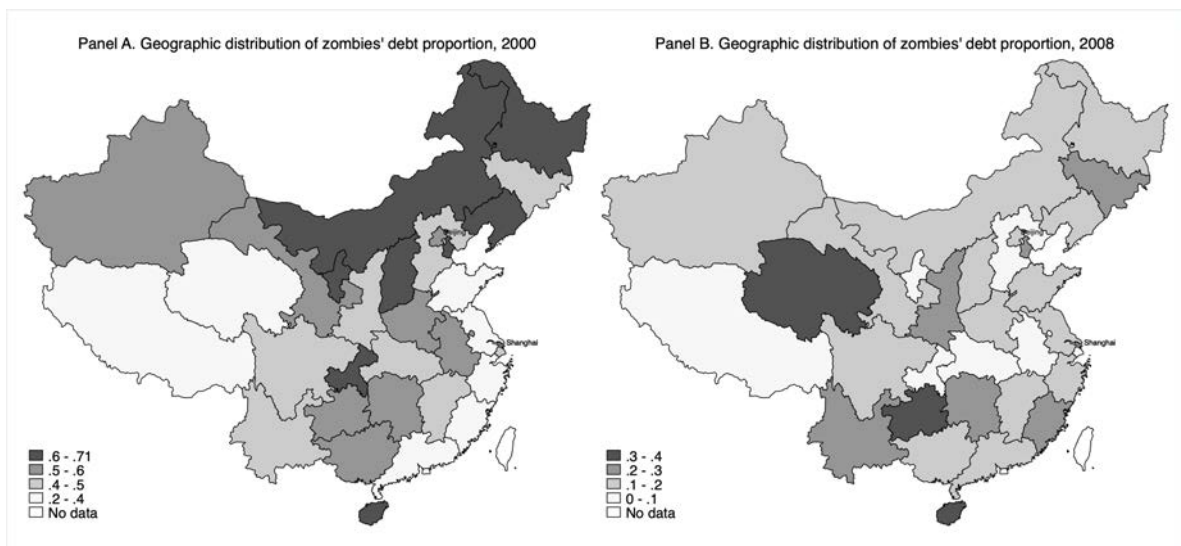 Panel A. Geographic distribution of zombies' debt proportion, 2000
Beijing
Shanghai
.6 - .71
.5 - .6
.4 - .5
.2 - .4
No data
Panel B. Geographic distribution of zombies' debt proportion, 2008
Beijing
Shanghai
.3 - .4
.2 - .3
.1 - .2
0 - .1
No data